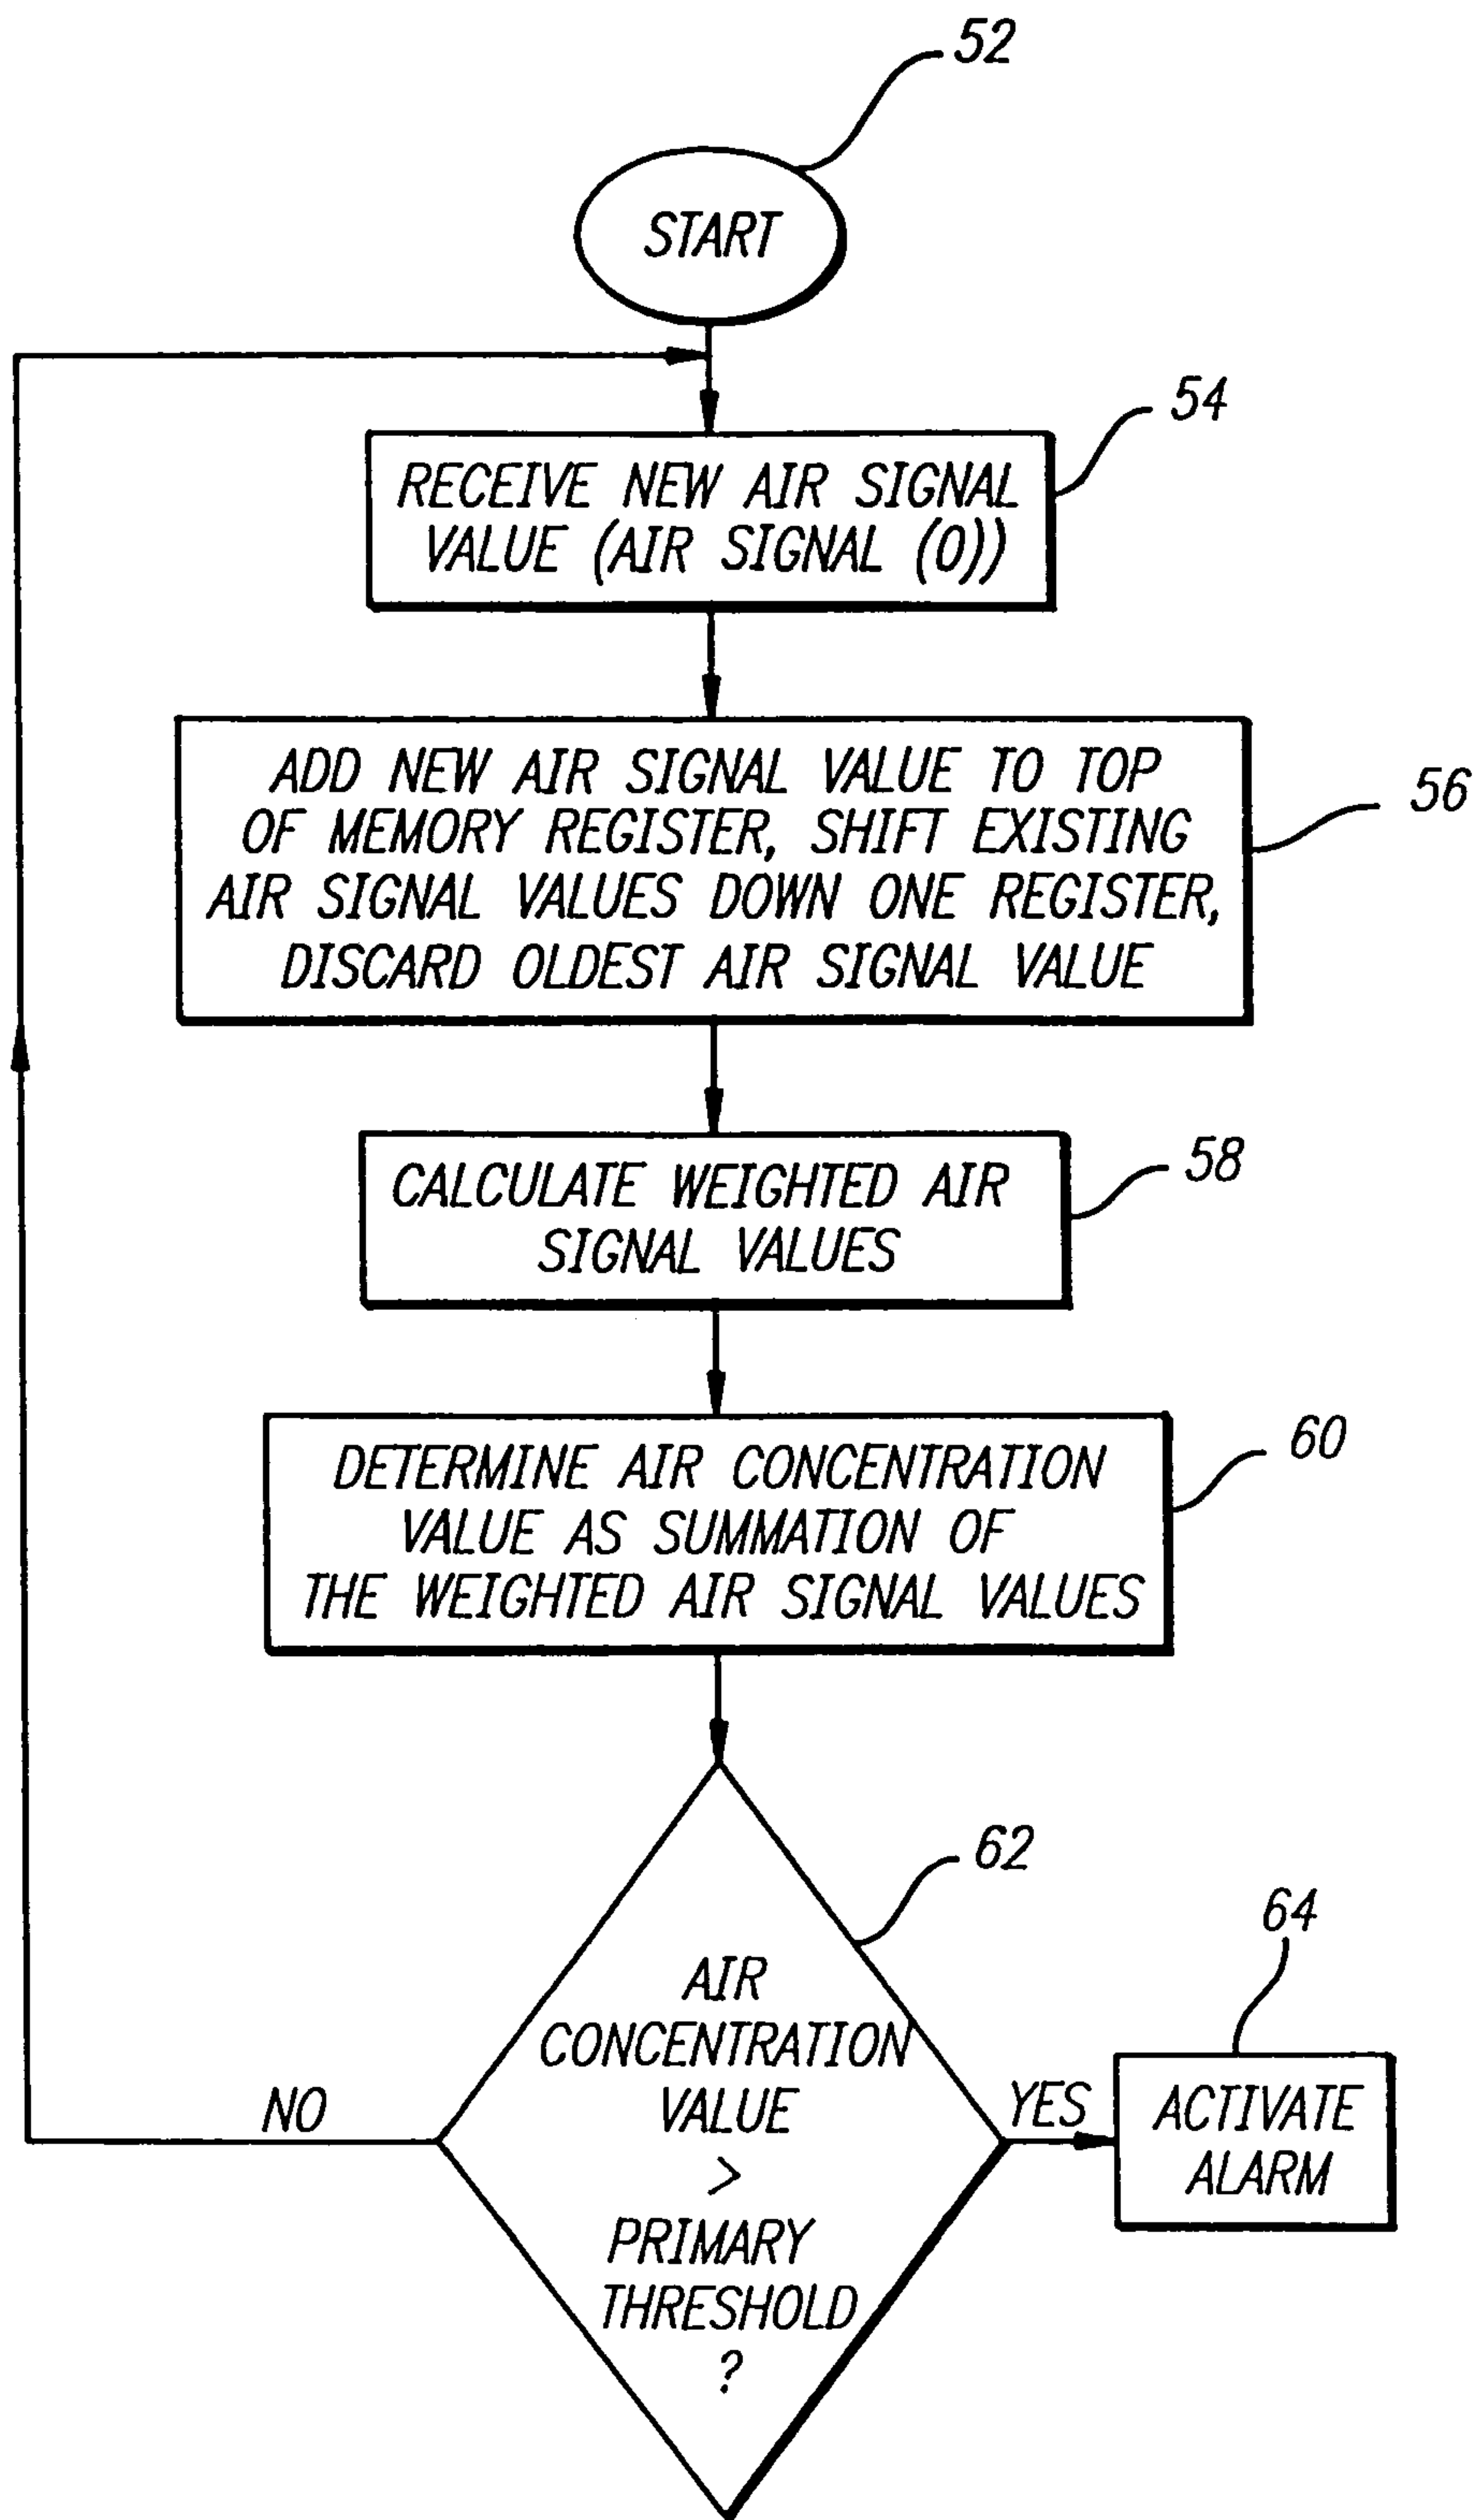 52
START
54
RECEIVE NEW AIR SIGNAL
VALUE (AIR SIGNAL (0))
56
ADD NEW AIR SIGNAL VALUE TO TOP
OF MEMORY REGISTER, SHIFT EXISTING
AIR SIGNAL VALUES DOWN ONE REGISTER,
DISCARD OLDEST AIR SIGNAL VALUE
58
CALCULATE WEIGHTED AIR
SIGNAL VALUES
60
DETERMINE AIR CONCENTRATION
VALUE AS SUMMATION OF
THE WEIGHTED AIR SIGNAL VALUES
62
AIR
CONCENTRATION
VALUE
>
PRIMARY
THRESHOLD
?
NO
YES
64
ACTIVATE
ALARM